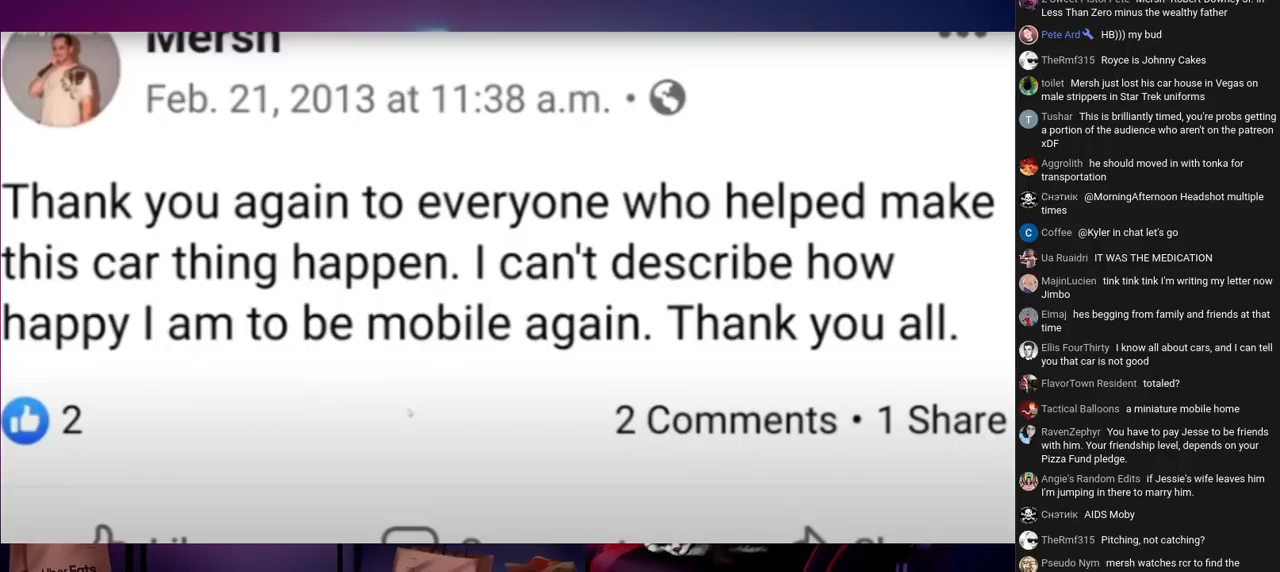 Mersh
Feb. 21, 2013 at 11:38 a.m. •
Thank you again to everyone who helped make
this car thing happen. I can't describe how
happy I am to be mobile again. Thank you all.
2
2 Comments • 1 Share
Uber Eats
Less Than Zero minus the wealthy father
Pete Ard HB))) my bud
TheRmf315 Royce is Johnny Cakes
toilet Mersh just lost his car house in Vegas on
male strippers in Star Trek uniforms
T
Tushar This is brilliantly timed, you're probs getting
a portion of the audience who aren't on the patreon
xDF
Aggrolith he should moved in with tonka for
transportation
Снэтиік @MorningAfternoon Headshot multiple
times
C
Coffee @Kyler in chat let's go
Ua Ruaidri IT WAS THE MEDICATION
MajinLucien tink tink tink I'm writing my letter now
Jimbo
Eimaj hes begging from family and friends at that
time
Ellis FourThirty I know all about cars, and I can tell
you that car is not good
FlavorTown Resident totaled?
Tactical Balloons a miniature mobile home
RavenZephyr You have to pay Jesse to be friends
with him. Your friendship level, depends on your
Pizza Fund pledge.
Angie's Random Edits if Jessie's wife leaves him
I'm jumping in there to marry him.
Снэтиік AIDS Moby
TheRmf315 Pitching, not catching?
Pseudo Nym mersh watches rcr to find the